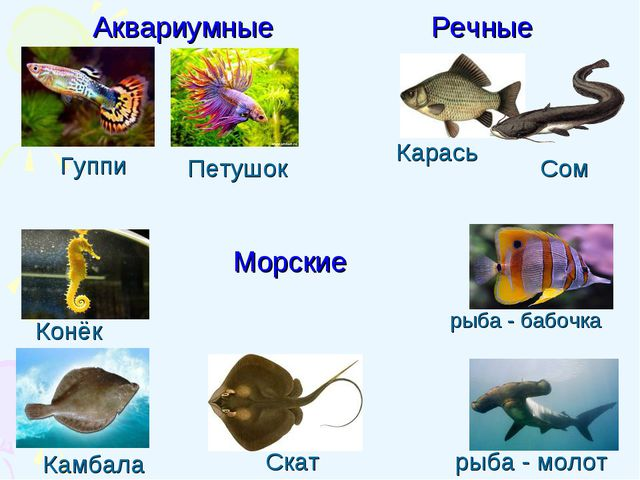 Аквариумные
Речные
Гуппи
Петушок
Карась
Сом
Морские
Конёк
рыба - бабочка
Камбала
Скат
рыба - молот